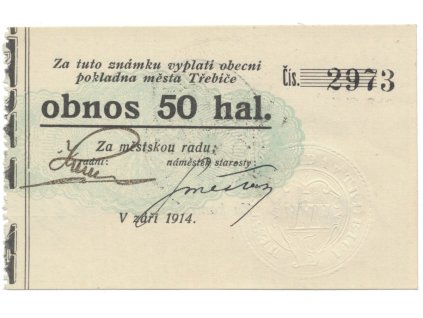 Za tuto známku vyplatí obecní
pokladna města Třebíče
Čís. 2973
obnos 50 hal.
Za městskou radu:
radní: náměstek starosty:
V září 1914.